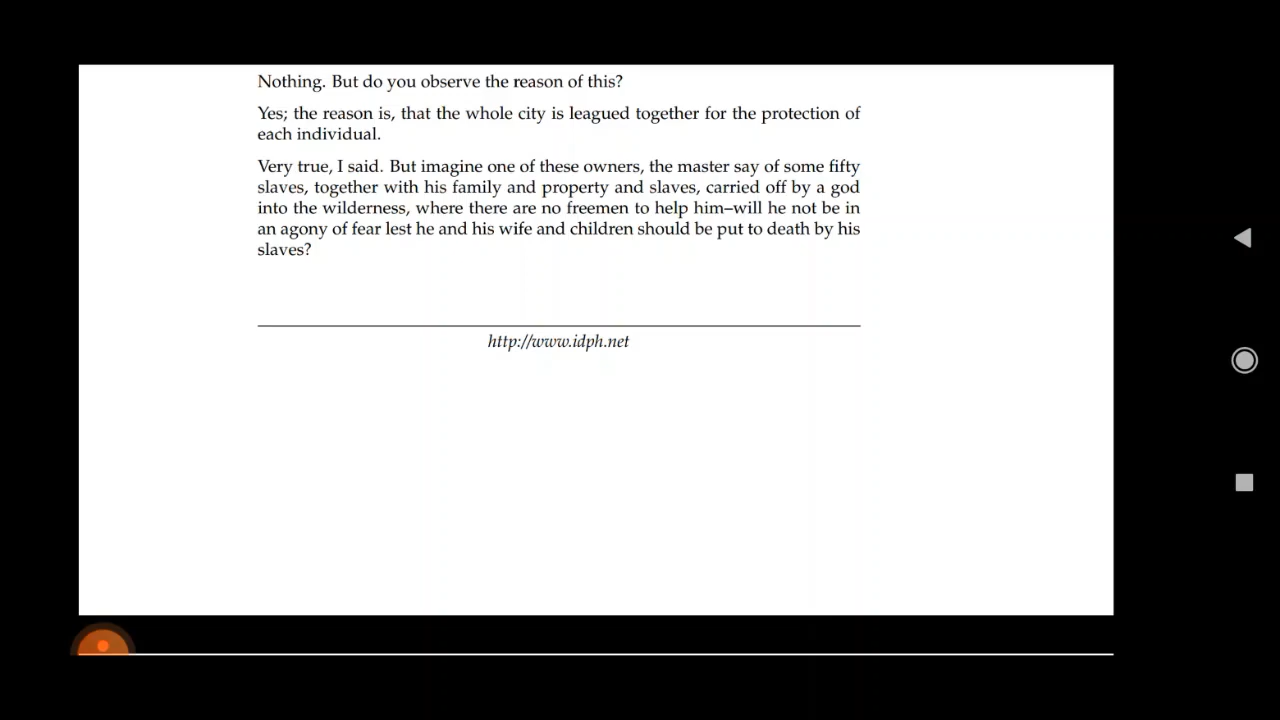 Nothing. But do you observe the reason of this?
Yes; the reason is, that the whole city is leagued together for the protection of
each individual.
Very true, I said. But imagine one of these owners, the master say of some fifty
slaves, together with his family and property and slaves, carried off by a god
into the wilderness, where there are no freemen to help him–will he not be in
an agony of fear lest he and his wife and children should be put to death by his
slaves?
http://www.idph.net